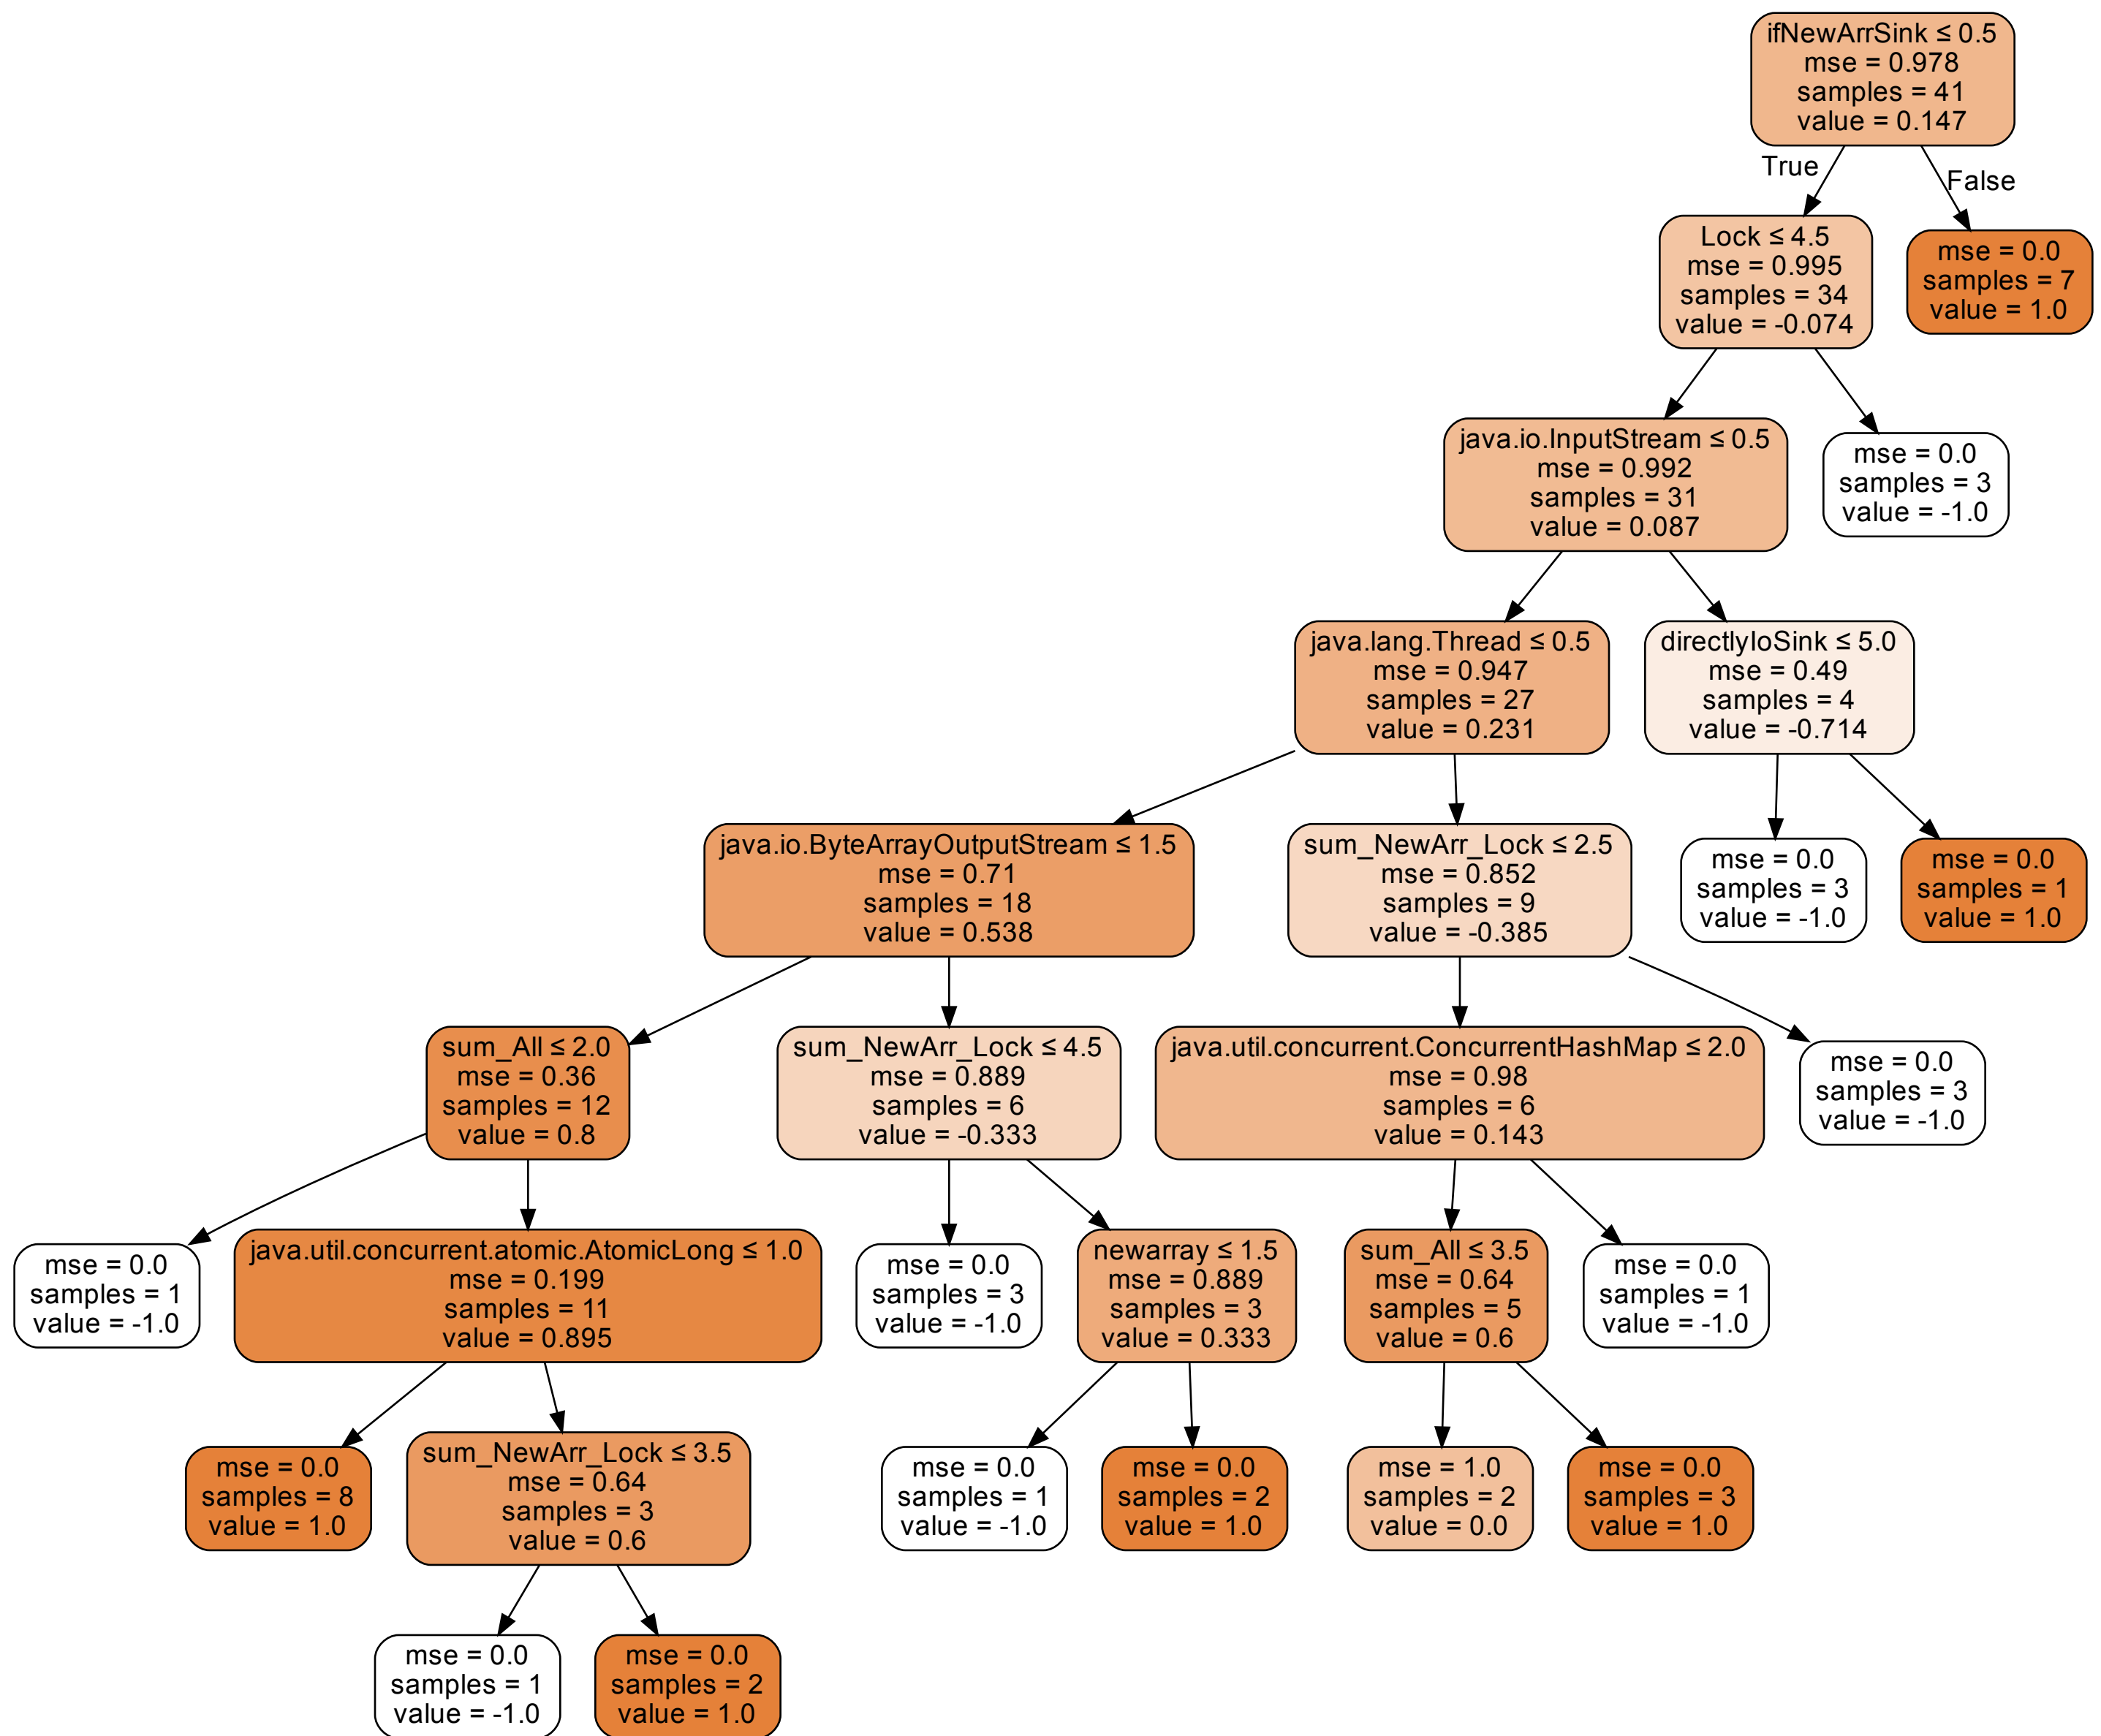 ifNewArrSink ≤ 0.5
mse = 0.978
samples = 41
value = 0.147
True
False
Lock ≤ 4.5
mse = 0.995
samples = 34
value = -0.074
mse = 0.0
samples = 7
value = 1.0
java.io.InputStream ≤ 0.5
mse = 0.992
samples = 31
value = 0.087
mse = 0.0
samples = 3
value = -1.0
java.lang.Thread ≤ 0.5
mse = 0.947
samples = 27
value = 0.231
directlyIoSink ≤ 5.0
mse = 0.49
samples = 4
value = -0.714
java.io.ByteArrayOutputStream ≤ 1.5
mse = 0.71
samples = 18
value = 0.538
sum_NewArr_Lock ≤ 2.5
mse = 0.852
samples = 9
value = -0.385
mse = 0.0
samples = 3
value = -1.0
mse = 0.0
samples = 1
value = 1.0
sum_All ≤ 2.0
mse = 0.36
samples = 12
value = 0.8
sum_NewArr_Lock ≤ 4.5
mse = 0.889
samples = 6
value = -0.333
java.util.concurrent.ConcurrentHashMap ≤ 2.0
mse = 0.98
samples = 6
value = 0.143
mse = 0.0
samples = 3
value = -1.0
mse = 0.0
samples = 1
value = -1.0
java.util.concurrent.atomic.AtomicLong ≤ 1.0
mse = 0.199
samples = 11
value = 0.895
mse = 0.0
samples = 3
value = -1.0
newarray ≤ 1.5
mse = 0.889
samples = 3
value = 0.333
sum_All ≤ 3.5
mse = 0.64
samples = 5
value = 0.6
mse = 0.0
samples = 1
value = -1.0
mse = 0.0
samples = 8
value = 1.0
sum_NewArr_Lock ≤ 3.5
mse = 0.64
samples = 3
value = 0.6
mse = 0.0
samples = 1
value = -1.0
mse = 0.0
samples = 2
value = 1.0
mse = 1.0
samples = 2
value = 0.0
mse = 0.0
samples = 3
value = 1.0
mse = 0.0
samples = 1
value = -1.0
mse = 0.0
samples = 2
value = 1.0